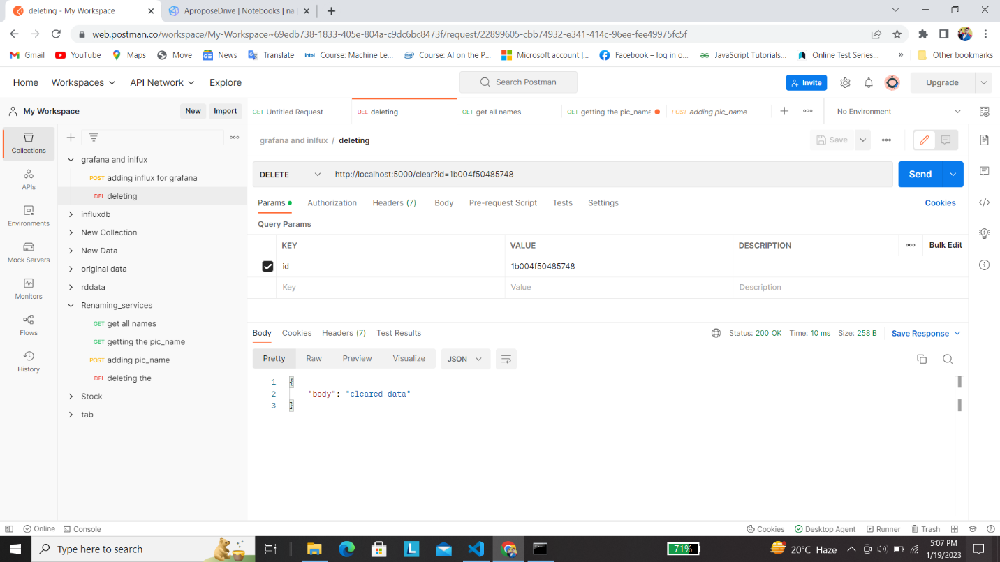 deleting - My Workspace
AproposeDrive | Notebooks | na
web.postman.co/workspace/My-Workspace~69edb738-1833-405e-804a-c9dc6bc8473f/request/22899605-cbb74932-e341-414c-96ee-fee49975fc5f
Gmail YouTube Maps Move News Translate Course: Machine Le... Course: AI on the P... Microsoft account |... Facebook – log in o... JavaScript Tutorials... Online Test Series... » Other bookmarks
Home Workspaces API Network Explore Search Postman Invite Upgrade
My Workspace New Import
GET Untitled Request DEL deleting GET get all names GET getting the pic_name POST adding pic_name No Environment
Collections
APIs
Environments
Mock Servers
Monitors
Flows
History
grafana and inlfux
POST adding influx for grafana
DEL deleting
influxdb
New Collection
New Data
original data
rddata
Renaming_services
GET get all names
GET getting the pic_name
POST adding pic_name
DEL deleting the
Stock
tab
grafana and inlfux / deleting Save
DELETE http://localhost:5000/clear?id=1b004f50485748 Send
Params Authorization Headers (7) Body Pre-request Script Tests Settings Cookies
Query Params
KEY VALUE DESCRIPTION Bulk Edit
id 1b004f50485748
Key Value Description
Body Cookies Headers (7) Test Results Status: 200 OK Time: 10 ms Size: 258 B Save Response
Pretty Raw Preview Visualize JSON
1 {
2 "body": "cleared data"
3 }
Online Console Cookies Desktop Agent Runner Trash
Type here to search 71% 20°C Haze 5:07 PM
1/19/2023